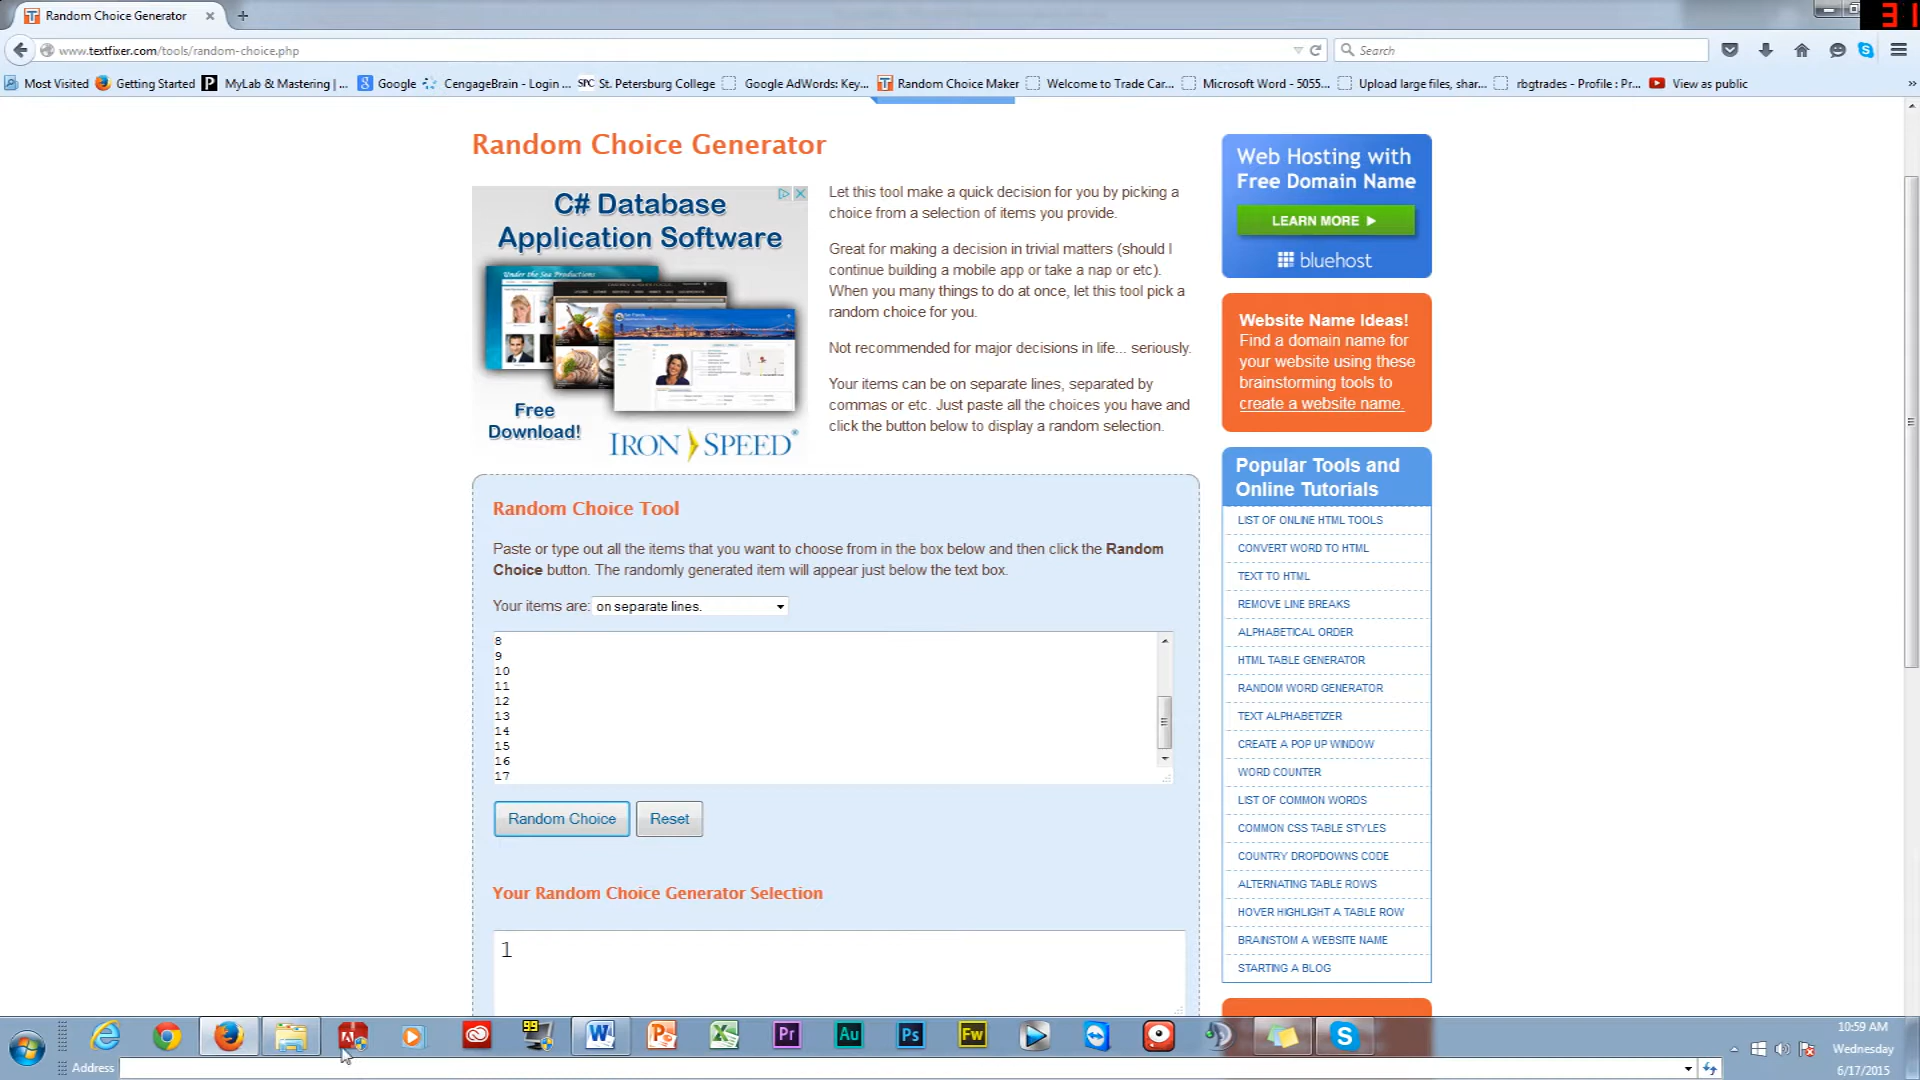 Random Choice Generator
31
www.textfixer.com/tools/random-choice.php
Search
Most Visited
Getting Started
MyLab & Mastering | ...
Google
CengageBrain - Login ...
SPC St. Petersburg College
Google AdWords: Key...
Random Choice Maker
Welcome to Trade Car...
Microsoft Word - 5055...
Upload large files, shar...
rbgtrades - Profile : Pr...
View as public
Random Choice Generator
C# Database
Application Software
Under the Sea Productions
Free
Download!
IRON SPEED
Let this tool make a quick decision for you by picking a
choice from a selection of items you provide.
Great for making a decision in trivial matters (should I
continue building a mobile app or take a nap or etc).
When you many things to do at once, let this tool pick a
random choice for you.
Not recommended for major decisions in life... seriously.
Your items can be on separate lines, separated by
commas or etc. Just paste all the choices you have and
click the button below to display a random selection.
Random Choice Tool
Paste or type out all the items that you want to choose from in the box below and then click the Random
Choice button. The randomly generated item will appear just below the text box.
Your items are: on separate lines.
8
9
10
11
12
13
14
15
16
17
Random Choice
Reset
Your Random Choice Generator Selection
1
Web Hosting with
Free Domain Name
LEARN MORE
bluehost
Website Name Ideas!
Find a domain name for
your website using these
brainstorming tools to
create a website name.
Popular Tools and
Online Tutorials
LIST OF ONLINE HTML TOOLS
CONVERT WORD TO HTML
TEXT TO HTML
REMOVE LINE BREAKS
ALPHABETICAL ORDER
HTML TABLE GENERATOR
RANDOM WORD GENERATOR
TEXT ALPHABETIZER
CREATE A POP UP WINDOW
WORD COUNTER
LIST OF COMMON WORDS
COMMON CSS TABLE STYLES
COUNTRY DROPDOWNS CODE
ALTERNATING TABLE ROWS
HOVER HIGHLIGHT A TABLE ROW
BRAINSTOM A WEBSITE NAME
STARTING A BLOG
99
Pr
Au
Ps
Fw
10:59 AM
Wednesday
6/17/2015
Address